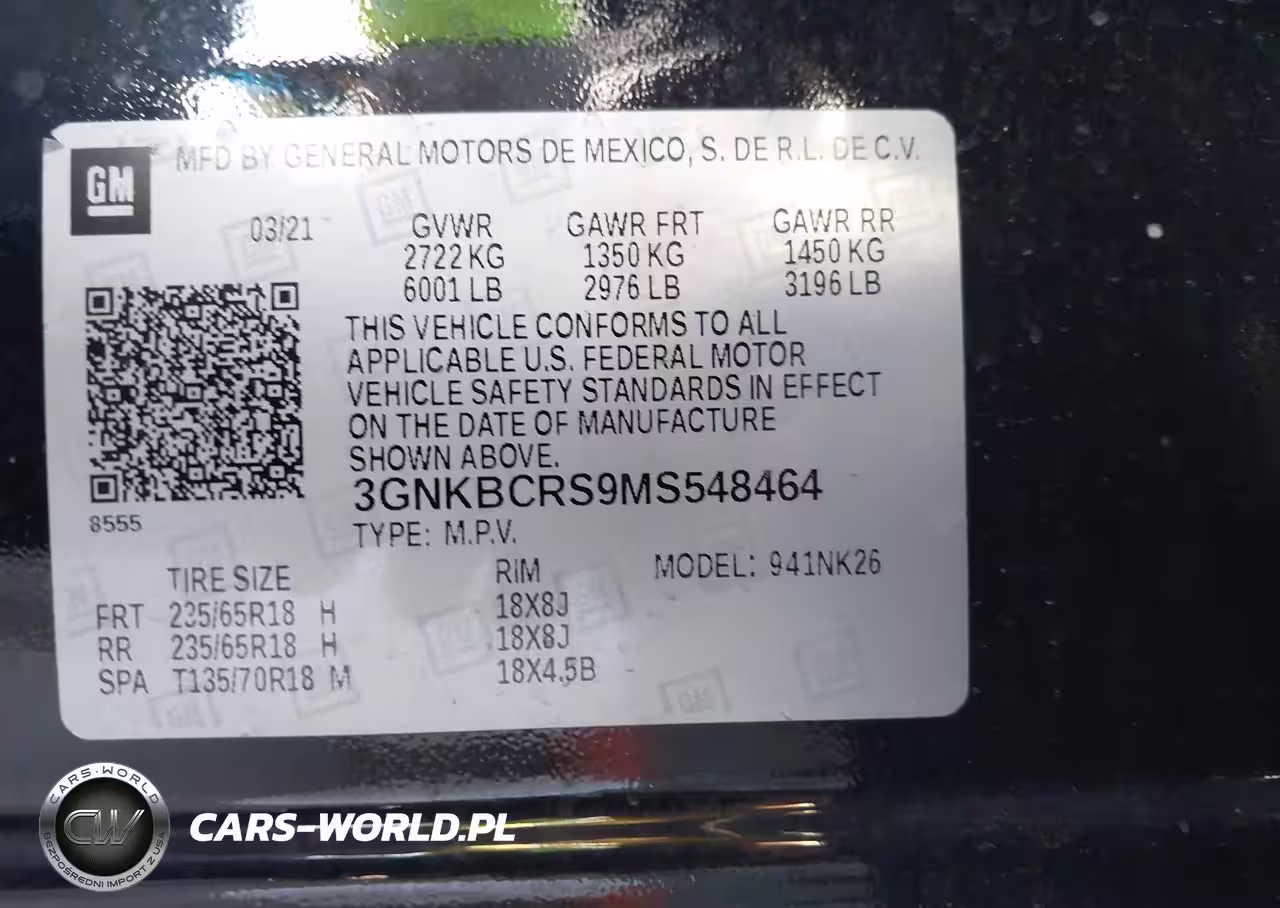 GM
MFD BY GENERAL MOTORS DE MEXICO, S. DE R.L. DE C.V.
03/21 GVWR GAWR FRT GAWR RR
2722 KG 1350 KG 1450 KG
6001 LB 2976 LB 3196 LB
THIS VEHICLE CONFORMS TO ALL
APPLICABLE U.S. FEDERAL MOTOR
VEHICLE SAFETY STANDARDS IN EFFECT
ON THE DATE OF MANUFACTURE
SHOWN ABOVE.
3GNKBCRS9MS548464
8555
TYPE: M.P.V.
TIRE SIZE RIM MODEL: 941NK26
FRT 235/65R18 H 18X8J
RR 235/65R18 H 18X8J
SPA T135/70R18 M 18X4.5B
CARS-WORLD
CW
BEZPOŚREDNI IMPORT Z USA
CARS-WORLD.PL